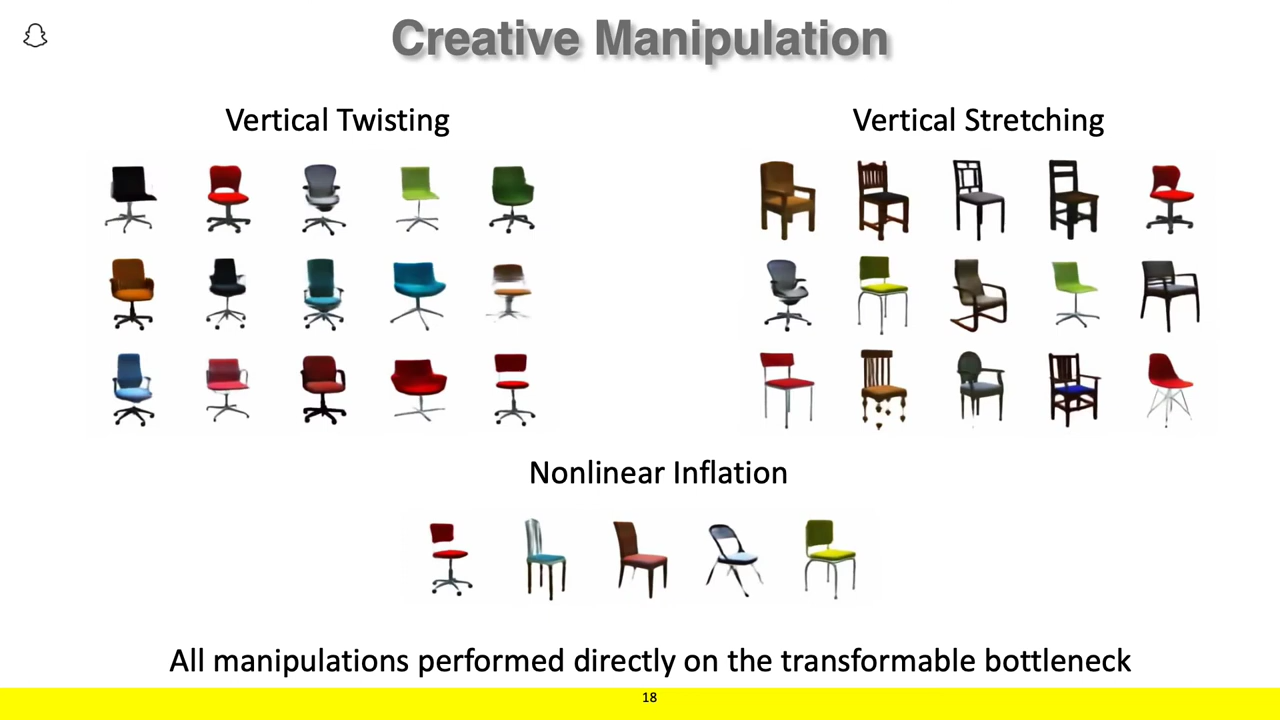 Creative Manipulation
Vertical Twisting
Vertical Stretching
Nonlinear Inflation
All manipulations performed directly on the transformable bottleneck
18